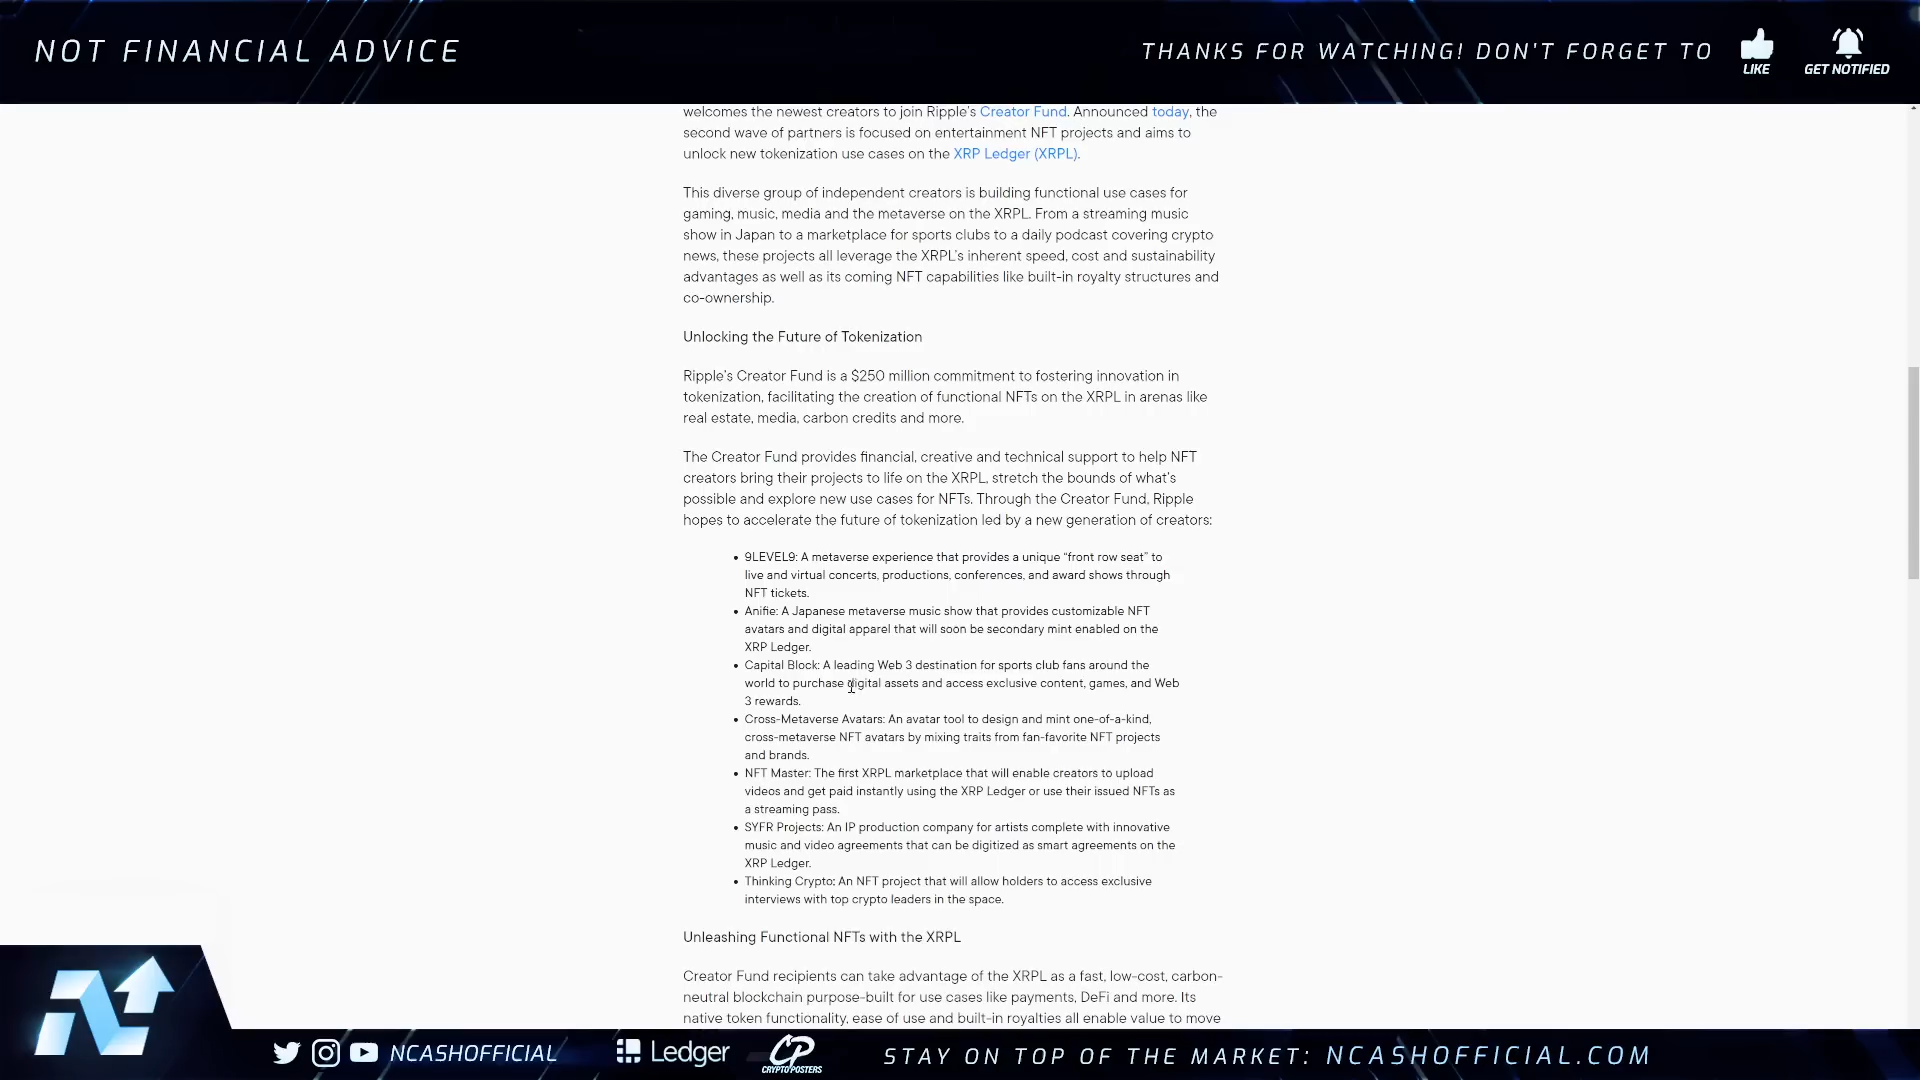 NOT FINANCIAL ADVICE
THANKS FOR WATCHING! DON'T FORGET TO
LIKE
GET NOTIFIED
welcomes the newest creators to join Ripple's Creator Fund. Announced today, the
second wave of partners is focused on entertainment NFT projects and aims to
unlock new tokenization use cases on the XRP Ledger (XRPL).
This diverse group of independent creators is building functional use cases for
gaming, music, media and the metaverse on the XRPL. From a streaming music
show in Japan to a marketplace for sports clubs to a daily podcast covering crypto
news, these projects all leverage the XRPL's inherent speed, cost and sustainability
advantages as well as its coming NFT capabilities like built-in royalty structures and
co-ownership.
Unlocking the Future of Tokenization
Ripple's Creator Fund is a $250 million commitment to fostering innovation in
tokenization, facilitating the creation of functional NFTs on the XRPL in arenas like
real estate, media, carbon credits and more.
The Creator Fund provides financial, creative and technical support to help NFT
creators bring their projects to life on the XRPL, stretch the bounds of what's
possible and explore new use cases for NFTs. Through the Creator Fund, Ripple
hopes to accelerate the future of tokenization led by a new generation of creators:
• 9LEVEL9: A metaverse experience that provides a unique “front row seat” to
live and virtual concerts, productions, conferences, and award shows through
NFT tickets.
• Anifie: A Japanese metaverse music show that provides customizable NFT
avatars and digital apparel that will soon be secondary mint enabled on the
XRP Ledger.
• Capital Block: A leading Web 3 destination for sports club fans around the
world to purchase digital assets and access exclusive content, games, and Web
3 rewards.
• Cross-Metaverse Avatars: An avatar tool to design and mint one-of-a-kind,
cross-metaverse NFT avatars by mixing traits from fan-favorite NFT projects
and brands.
• NFT Master: The first XRPL marketplace that will enable creators to upload
videos and get paid instantly using the XRP Ledger or use their issued NFTs as
a streaming pass.
• SYFR Projects: An IP production company for artists complete with innovative
music and video agreements that can be digitized as smart agreements on the
XRP Ledger.
• Thinking Crypto: An NFT project that will allow holders to access exclusive
interviews with top crypto leaders in the space.
Unleashing Functional NFTs with the XRPL
Creator Fund recipients can take advantage of the XRPL as a fast, low-cost, carbon-
neutral blockchain purpose-built for use cases like payments, DeFi and more. Its
native token functionality, ease of use and built-in royalties all enable value to move
NCASHOFFICIAL
Ledger
CP
CRYPTOPOSTERS
STAY ON TOP OF THE MARKET: NCASHOFFICIAL.COM